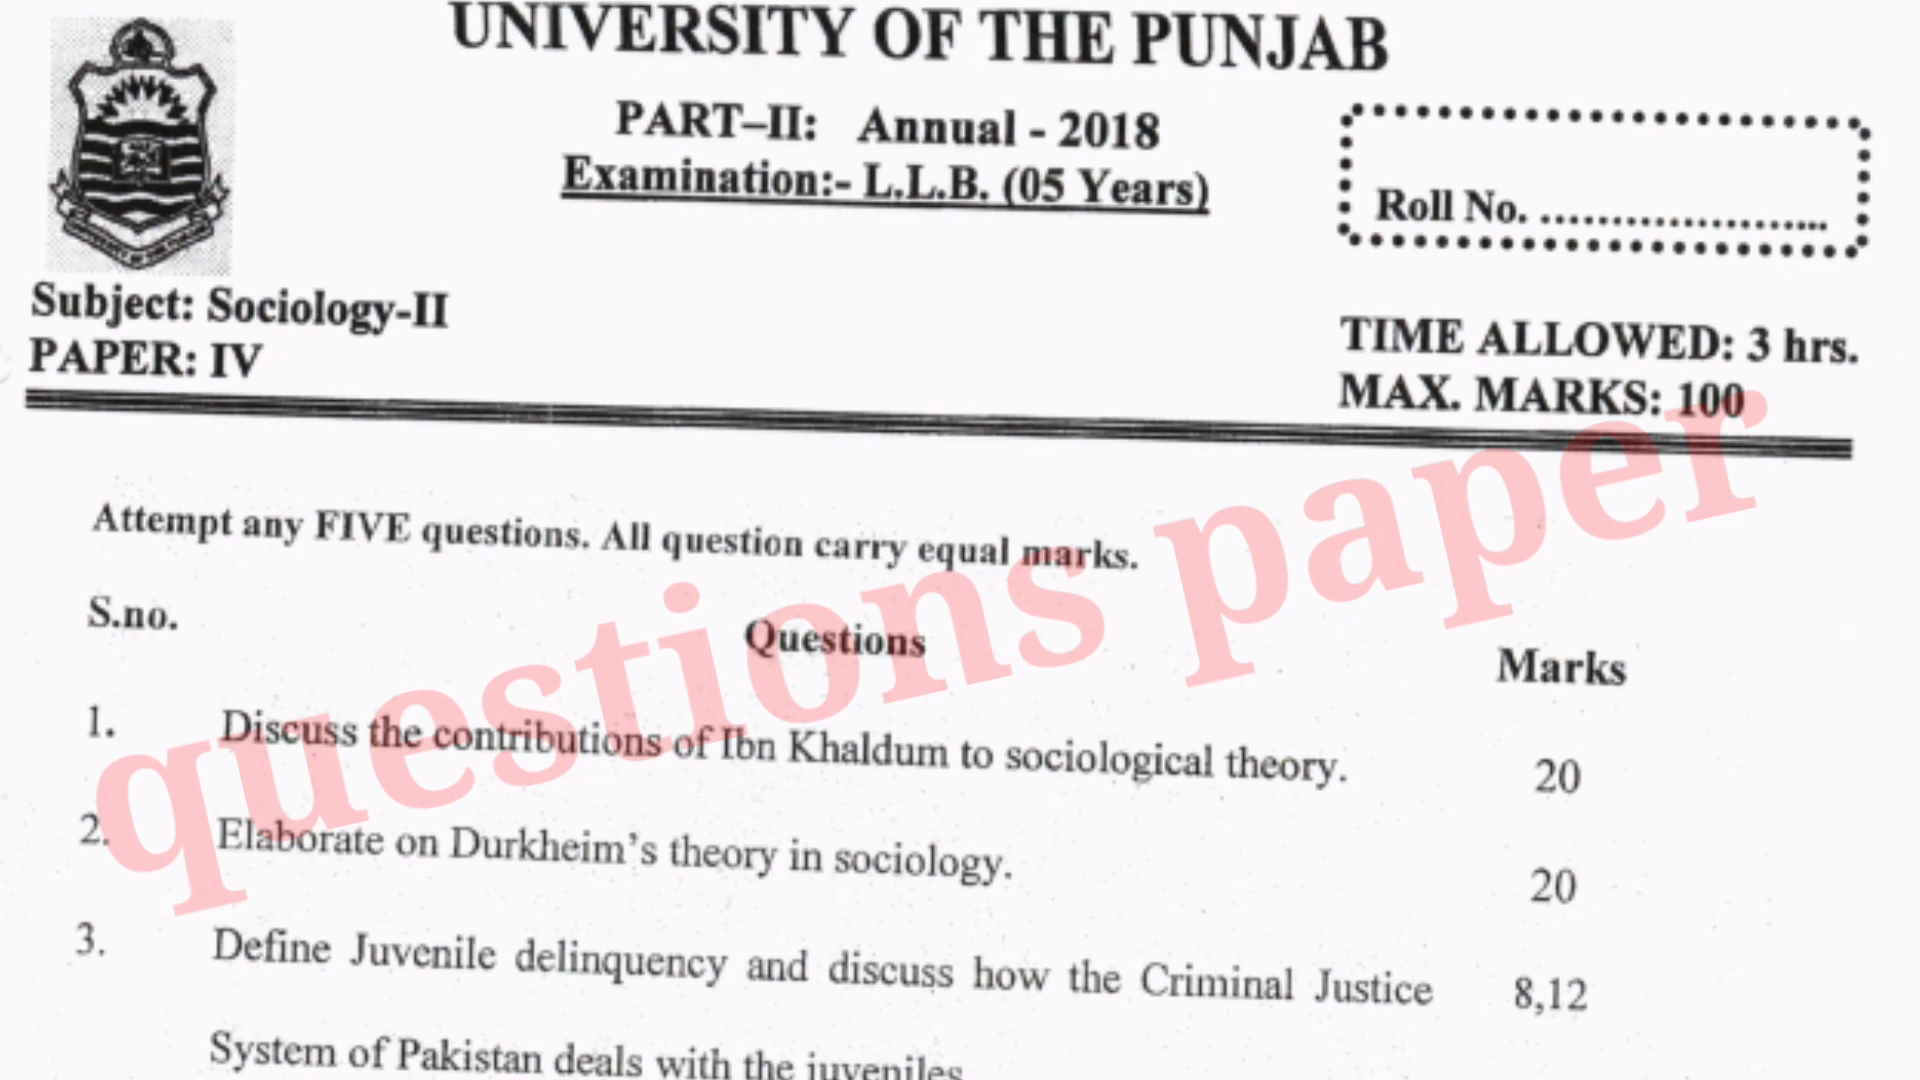 UNIVERSITY OF THE PUNJAB
PART–II: Annual - 2018
Examination:- L.L.B. (05 Years)
Roll No. ......................
Subject: Sociology-II
PAPER: IV
TIME ALLOWED: 3 hrs.
MAX. MARKS: 100
Attempt any FIVE questions. All question carry equal marks.
S.no. Questions Marks
1. Discuss the contributions of Ibn Khaldum to sociological theory. 20
2. Elaborate on Durkheim's theory in sociology. 20
3. Define Juvenile delinquency and discuss how the Criminal Justice 8,12
System of Pakistan deals with the juveniles
questions paper